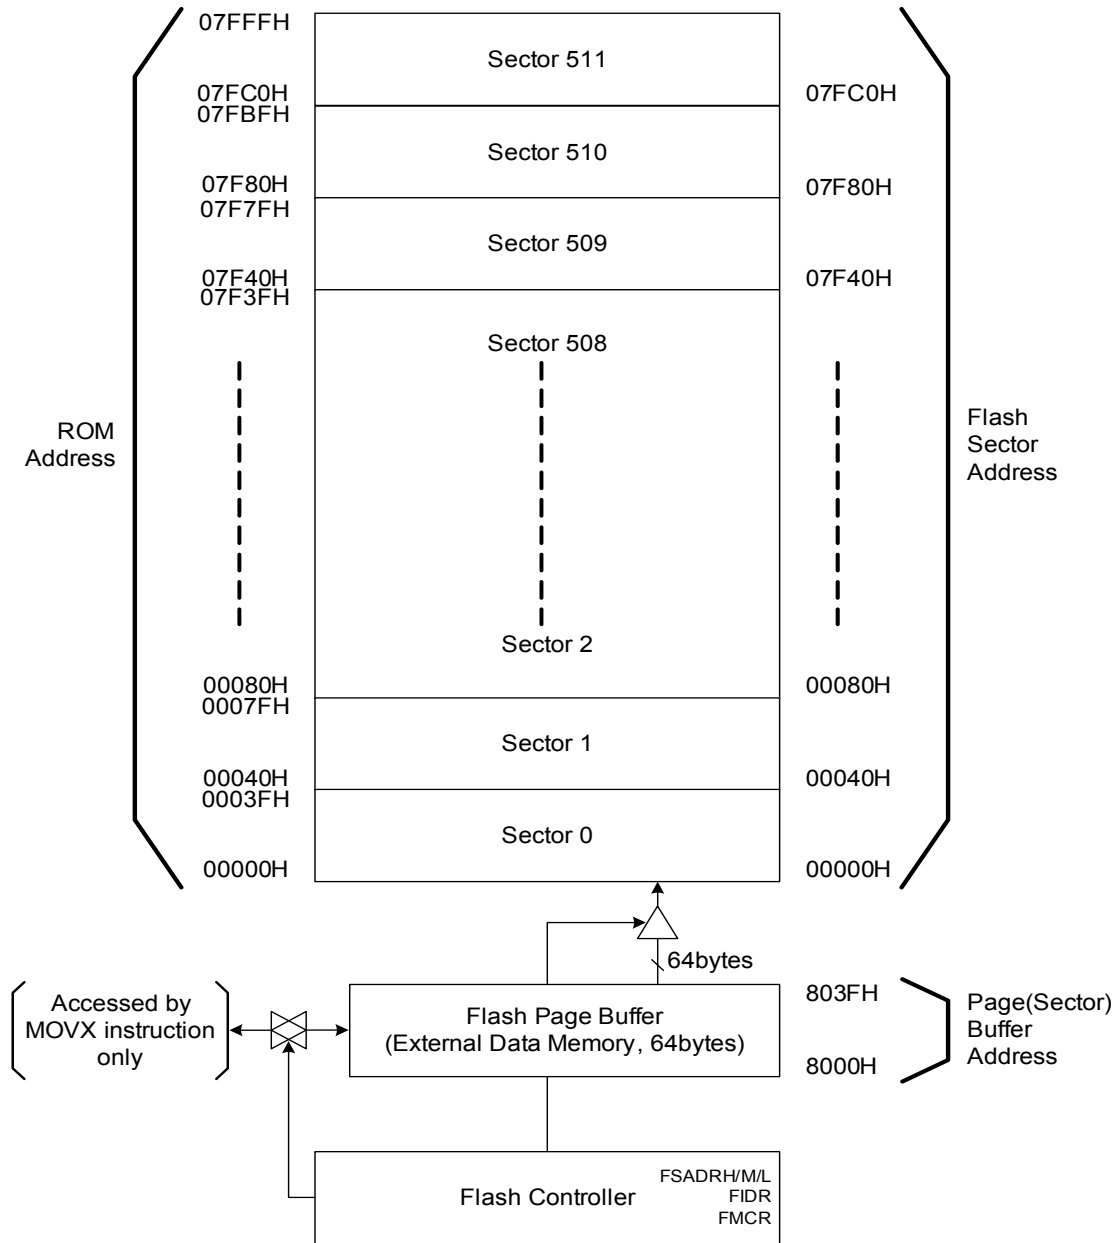 07FFFH
Sector 511
07FC0H
07FC0H
07FBFH
Sector 510
07F80H
07F80H
07F7FH
Sector 509
07F40H
07F40H
07F3FH
Sector 508
ROM
Address
Flash
Sector
Address
Sector 2
00080H
00080H
0007FH
Sector 1
00040H
00040H
0003FH
Sector 0
00000H
00000H
64bytes
Accessed by
MOVX instruction
only
Flash Page Buffer
(External Data Memory, 64bytes)
803FH
8000H
Page(Sector)
Buffer
Address
Flash Controller
FSADRH/M/L
FIDR
FMCR